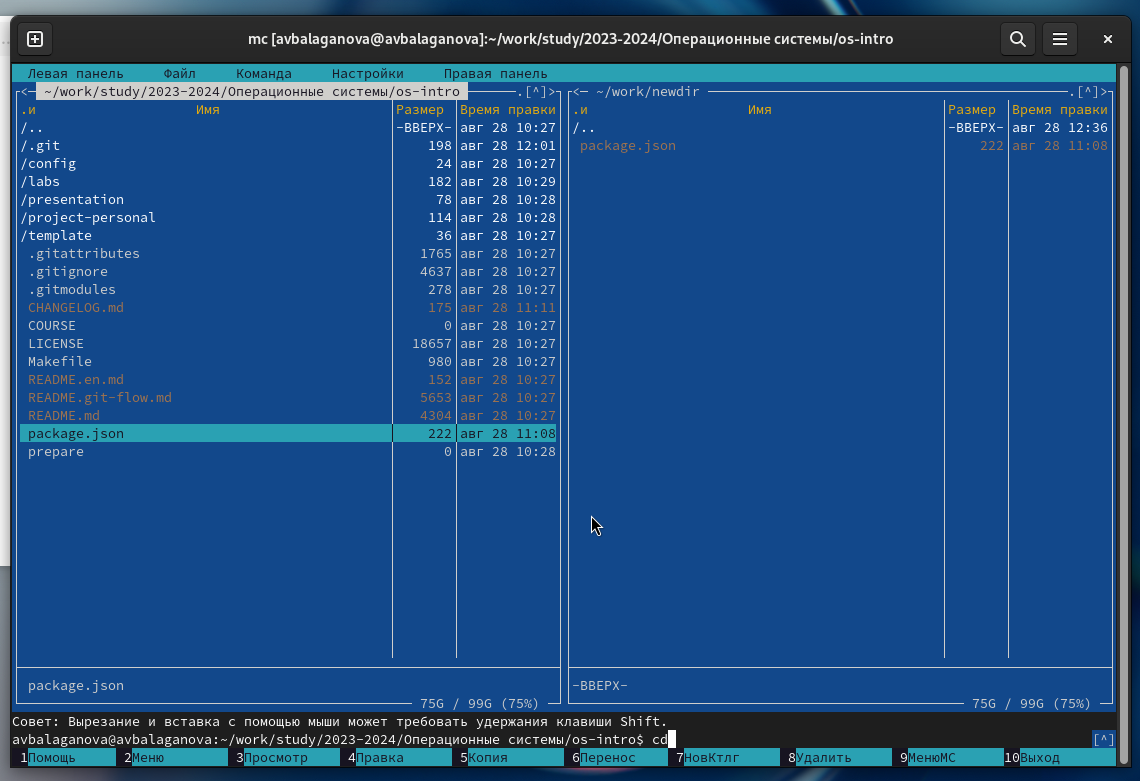 mc [avbalaganova@avbalaganova]:~/work/study/2023-2024/Операционные системы/os-intro
Левая панель Файл Команда Настройки Правая панель
<─ ~/work/study/2023-2024/Операционные системы/os-intro .[^]>
.и Имя Размер Время правки
/.. -ВВЕРХ- авг 28 10:27
/.git 198 авг 28 12:01
/config 24 авг 28 10:27
/labs 182 авг 28 10:29
/presentation 78 авг 28 10:28
/project-personal 114 авг 28 10:28
/template 36 авг 28 10:27
.gitattributes 1765 авг 28 10:27
.gitignore 4637 авг 28 10:27
.gitmodules 278 авг 28 10:27
CHANGELOG.md 175 авг 28 11:11
COURSE 0 авг 28 10:27
LICENSE 18657 авг 28 10:27
Makefile 980 авг 28 10:27
README.en.md 152 авг 28 10:27
README.git-flow.md 5653 авг 28 10:27
README.md 4304 авг 28 10:27
package.json 222 авг 28 11:08
prepare 0 авг 28 10:28
package.json
75G / 99G (75%)
<─ ~/work/newdir .[^]>
.и Имя Размер Время правки
/.. -ВВЕРХ- авг 28 12:36
package.json 222 авг 28 11:08
-ВВЕРХ-
75G / 99G (75%)
Совет: Вырезание и вставка с помощью мыши может требовать удержания клавиши Shift.
avbalaganova@avbalaganova:~/work/study/2023-2024/Операционные системы/os-intro$ cd [^]
1Помощь 2Меню 3Просмотр 4Правка 5Копия 6Перенос 7НовКтлг 8Удалить 9МенюМС 10Выход